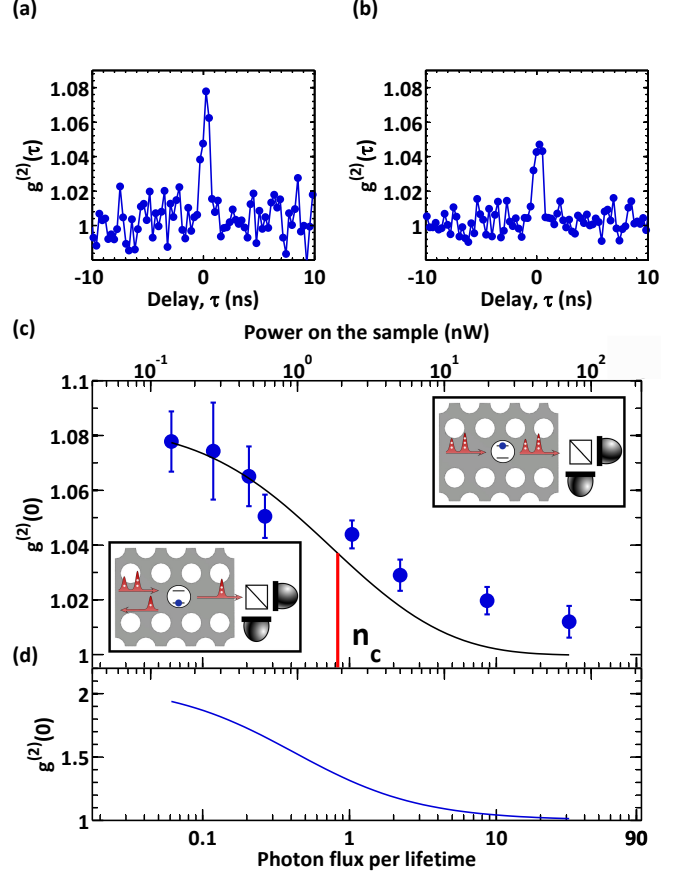 (a)
(b)
g(2)(τ)
1.08
1.06
1.04
1.02
1
-10
0
10
Delay, τ (ns)
g(2)(τ)
1.08
1.06
1.04
1.02
1
-10
0
10
Delay, τ (ns)
(c)
Power on the sample (nW)
10-1
100
101
102
g(2)(0)
1.1
1.08
1.06
1.04
1.02
1
nc
(d)
g(2)(0)
2
1.5
1
0.1
1
10
90
Photon flux per lifetime